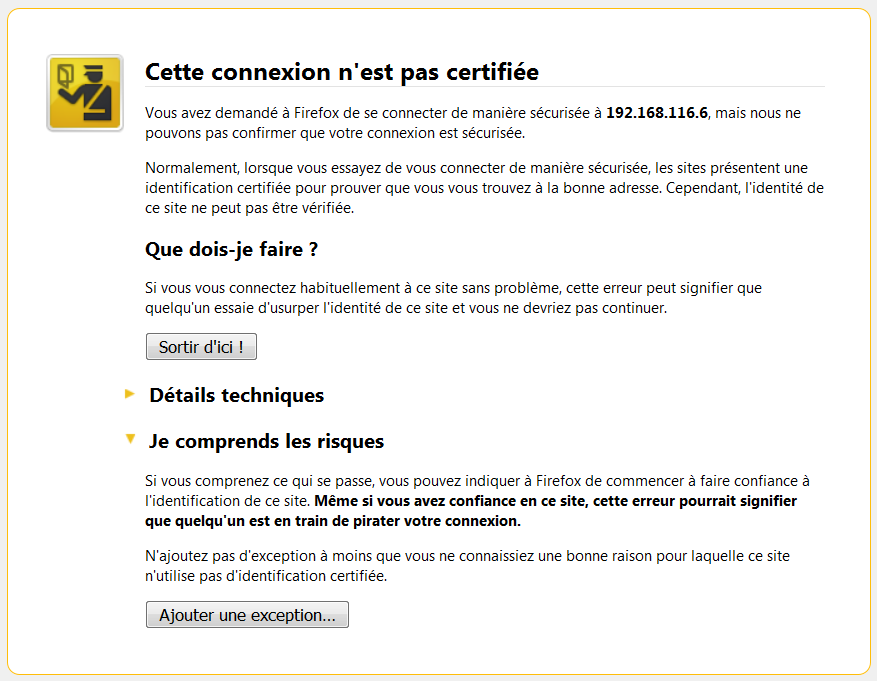 Cette connexion n'est pas certifiée
Vous avez demandé à Firefox de se connecter de manière sécurisée à 192.168.116.6, mais nous ne
pouvons pas confirmer que votre connexion est sécurisée.
Normalement, lorsque vous essayez de vous connecter de manière sécurisée, les sites présentent une
identification certifiée pour prouver que vous vous trouvez à la bonne adresse. Cependant, l'identité de
ce site ne peut pas être vérifiée.
Que dois-je faire ?
Si vous vous connectez habituellement à ce site sans problème, cette erreur peut signifier que
quelqu'un essaie d'usurper l'identité de ce site et vous ne devriez pas continuer.
Sortir d'ici !
Détails techniques
Je comprends les risques
Si vous comprenez ce qui se passe, vous pouvez indiquer à Firefox de commencer à faire confiance à
l'identification de ce site. Même si vous avez confiance en ce site, cette erreur pourrait signifier
que quelqu'un est en train de pirater votre connexion.
N'ajoutez pas d'exception à moins que vous ne connaissiez une bonne raison pour laquelle ce site
n'utilise pas d'identification certifiée.
Ajouter une exception...